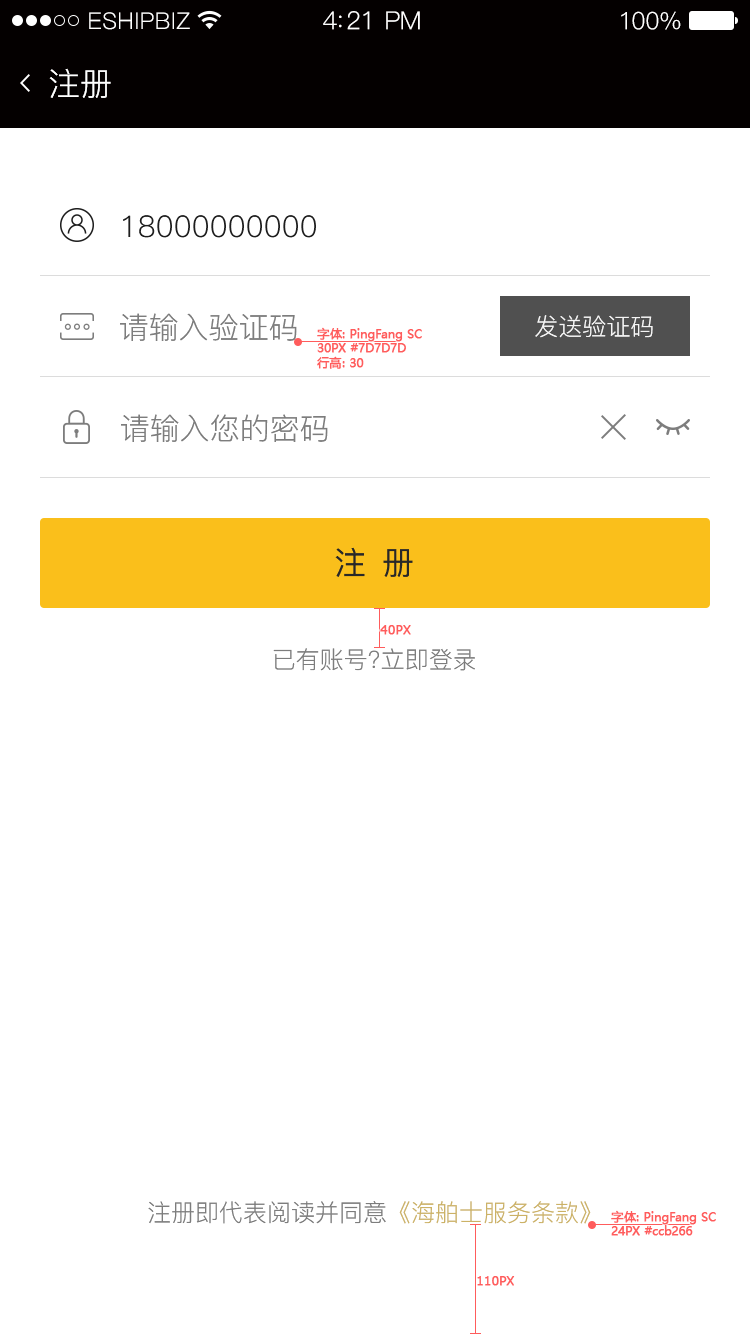 ESHIPBIZ 4:21 PM 100%
注册
18000000000
请输入验证码 发送验证码
字体: PingFang SC
30PX #7D7D7D
行高: 30
请输入您的密码
注 册
40PX
已有账号?立即登录
注册即代表阅读并同意《海舶士服务条款》
字体: PingFang SC
24PX #ccb266
110PX